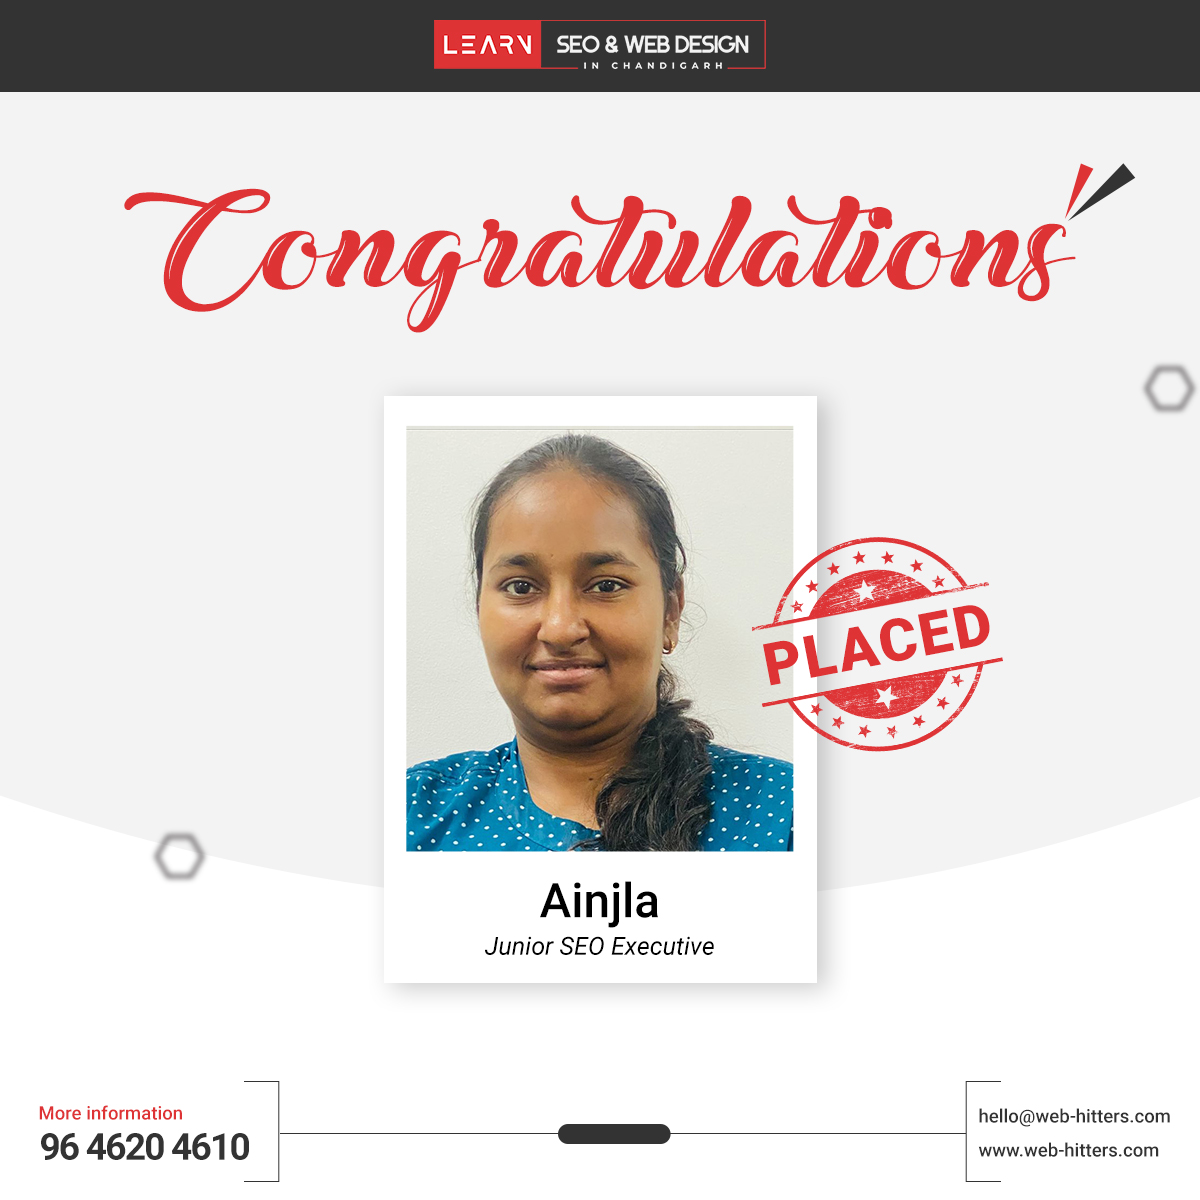 LEARN SEO & WEB DESIGN
IN CHANDIGARH
Congratulations
PLACED
Ainjla
Junior SEO Executive
More information
96 4620 4610
hello@web-hitters.com
www.web-hitters.com